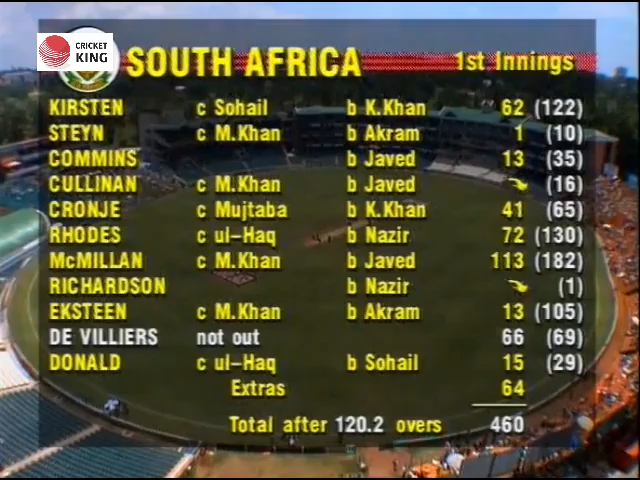 CRICKET KING
SOUTH AFRICA 1st Innings
KIRSTEN c Sohail b K.Khan 62 (122)
STEYN c M.Khan b Akram 1 (10)
COMMINS b Javed 13 (35)
CULLINAN c M.Khan b Javed (16)
CRONJE c Mujtaba b K.Khan 41 (65)
RHODES c ul-Haq b Nazir 72 (130)
McMILLAN c M.Khan b Javed 113 (182)
RICHARDSON b Nazir (1)
EKSTEEN c M.Khan b Akram 13 (105)
DE VILLIERS not out 66 (69)
DONALD c ul-Haq b Sohail 15 (29)
Extras 64
Total after 120.2 overs 460